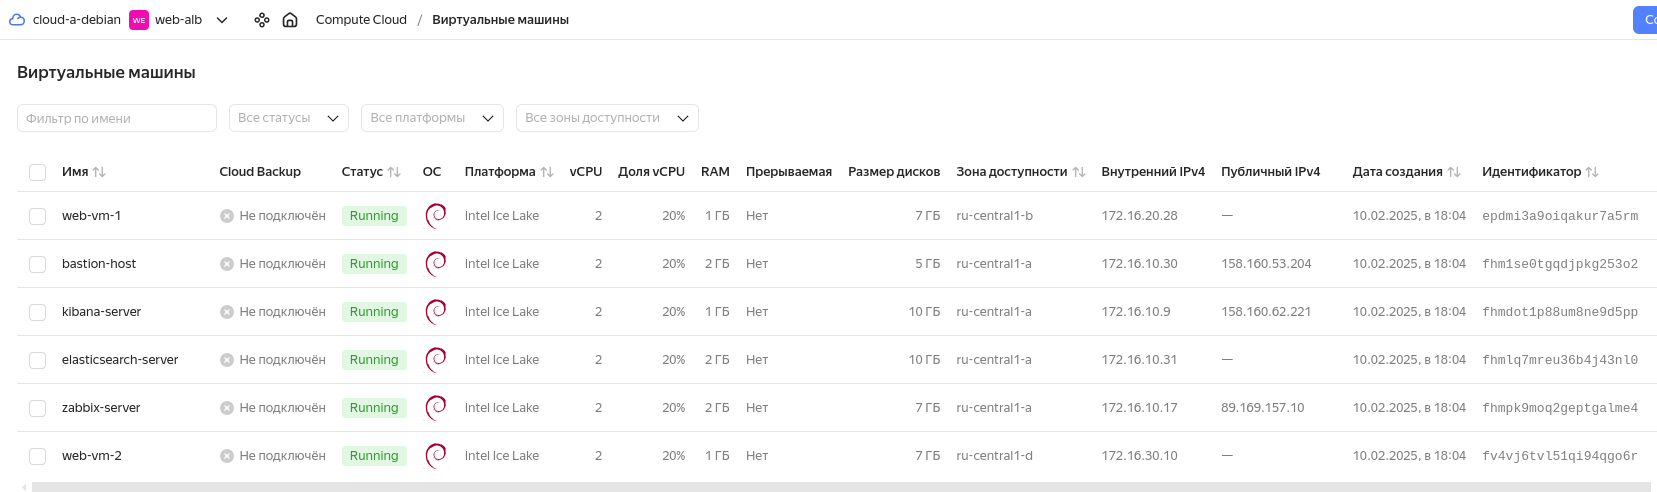 cloud-a-debian WE web-alb Compute Cloud / Виртуальные машины
Виртуальные машины
Фильтр по имени Все статусы Все платформы Все зоны доступности
Имя Cloud Backup Статус ОС Платформа vCPU Доля vCPU RAM Прерываемая Размер дисков Зона доступности Внутренний IPv4 Публичный IPv4 Дата создания Идентификатор
web-vm-1 Не подключён Running Intel Ice Lake 2 20% 1 ГБ Нет 7 ГБ ru-central1-b 172.16.20.28 — 10.02.2025, в 18:04 epdmi3a9oiqakur7a5rm
bastion-host Не подключён Running Intel Ice Lake 2 20% 2 ГБ Нет 5 ГБ ru-central1-a 172.16.10.30 158.160.53.204 10.02.2025, в 18:04 fhm1se0tgqdjpkg253o2
kibana-server Не подключён Running Intel Ice Lake 2 20% 1 ГБ Нет 10 ГБ ru-central1-a 172.16.10.9 158.160.62.221 10.02.2025, в 18:04 fhmdot1p88um8ne9d5pp
elasticsearch-server Не подключён Running Intel Ice Lake 2 20% 2 ГБ Нет 10 ГБ ru-central1-a 172.16.10.31 — 10.02.2025, в 18:04 fhmlq7mreu36b4j43nl0
zabbix-server Не подключён Running Intel Ice Lake 2 20% 2 ГБ Нет 7 ГБ ru-central1-a 172.16.10.17 89.169.157.10 10.02.2025, в 18:04 fhmpk9moq2geptgalme4
web-vm-2 Не подключён Running Intel Ice Lake 2 20% 1 ГБ Нет 7 ГБ ru-central1-d 172.16.30.10 — 10.02.2025, в 18:04 fv4vj6tvl51qi94qgo6r